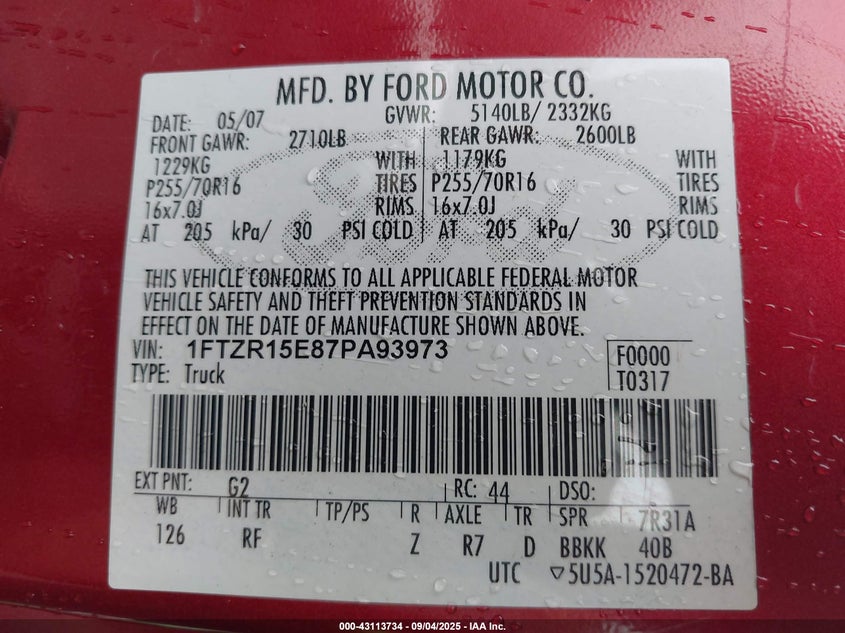 MFD. BY FORD MOTOR CO.
DATE: 05/07 GVWR: 5140LB/ 2332KG
FRONT GAWR: 2710LB REAR GAWR: 2600LB
1229KG WITH 1179KG WITH
P255/70R16 TIRES P255/70R16 TIRES
16x7.0J RIMS 16x7.0J RIMS
AT 205 kPa/ 30 PSI COLD AT 205 kPa/ 30 PSI COLD
THIS VEHICLE CONFORMS TO ALL APPLICABLE FEDERAL MOTOR
VEHICLE SAFETY AND THEFT PREVENTION STANDARDS IN
EFFECT ON THE DATE OF MANUFACTURE SHOWN ABOVE.
VIN: 1FTZR15E87PA93973 F0000
TYPE: Truck T0317
EXT PNT: G2 RC: 44 DSO:
WB INT TR TP/PS R AXLE TR SPR 7R31A
126 RF Z R7 D BBKK 40B
UTC ▽5U5A-1520472-BA
000-43113734 - 09/04/2025 - IAA Inc.